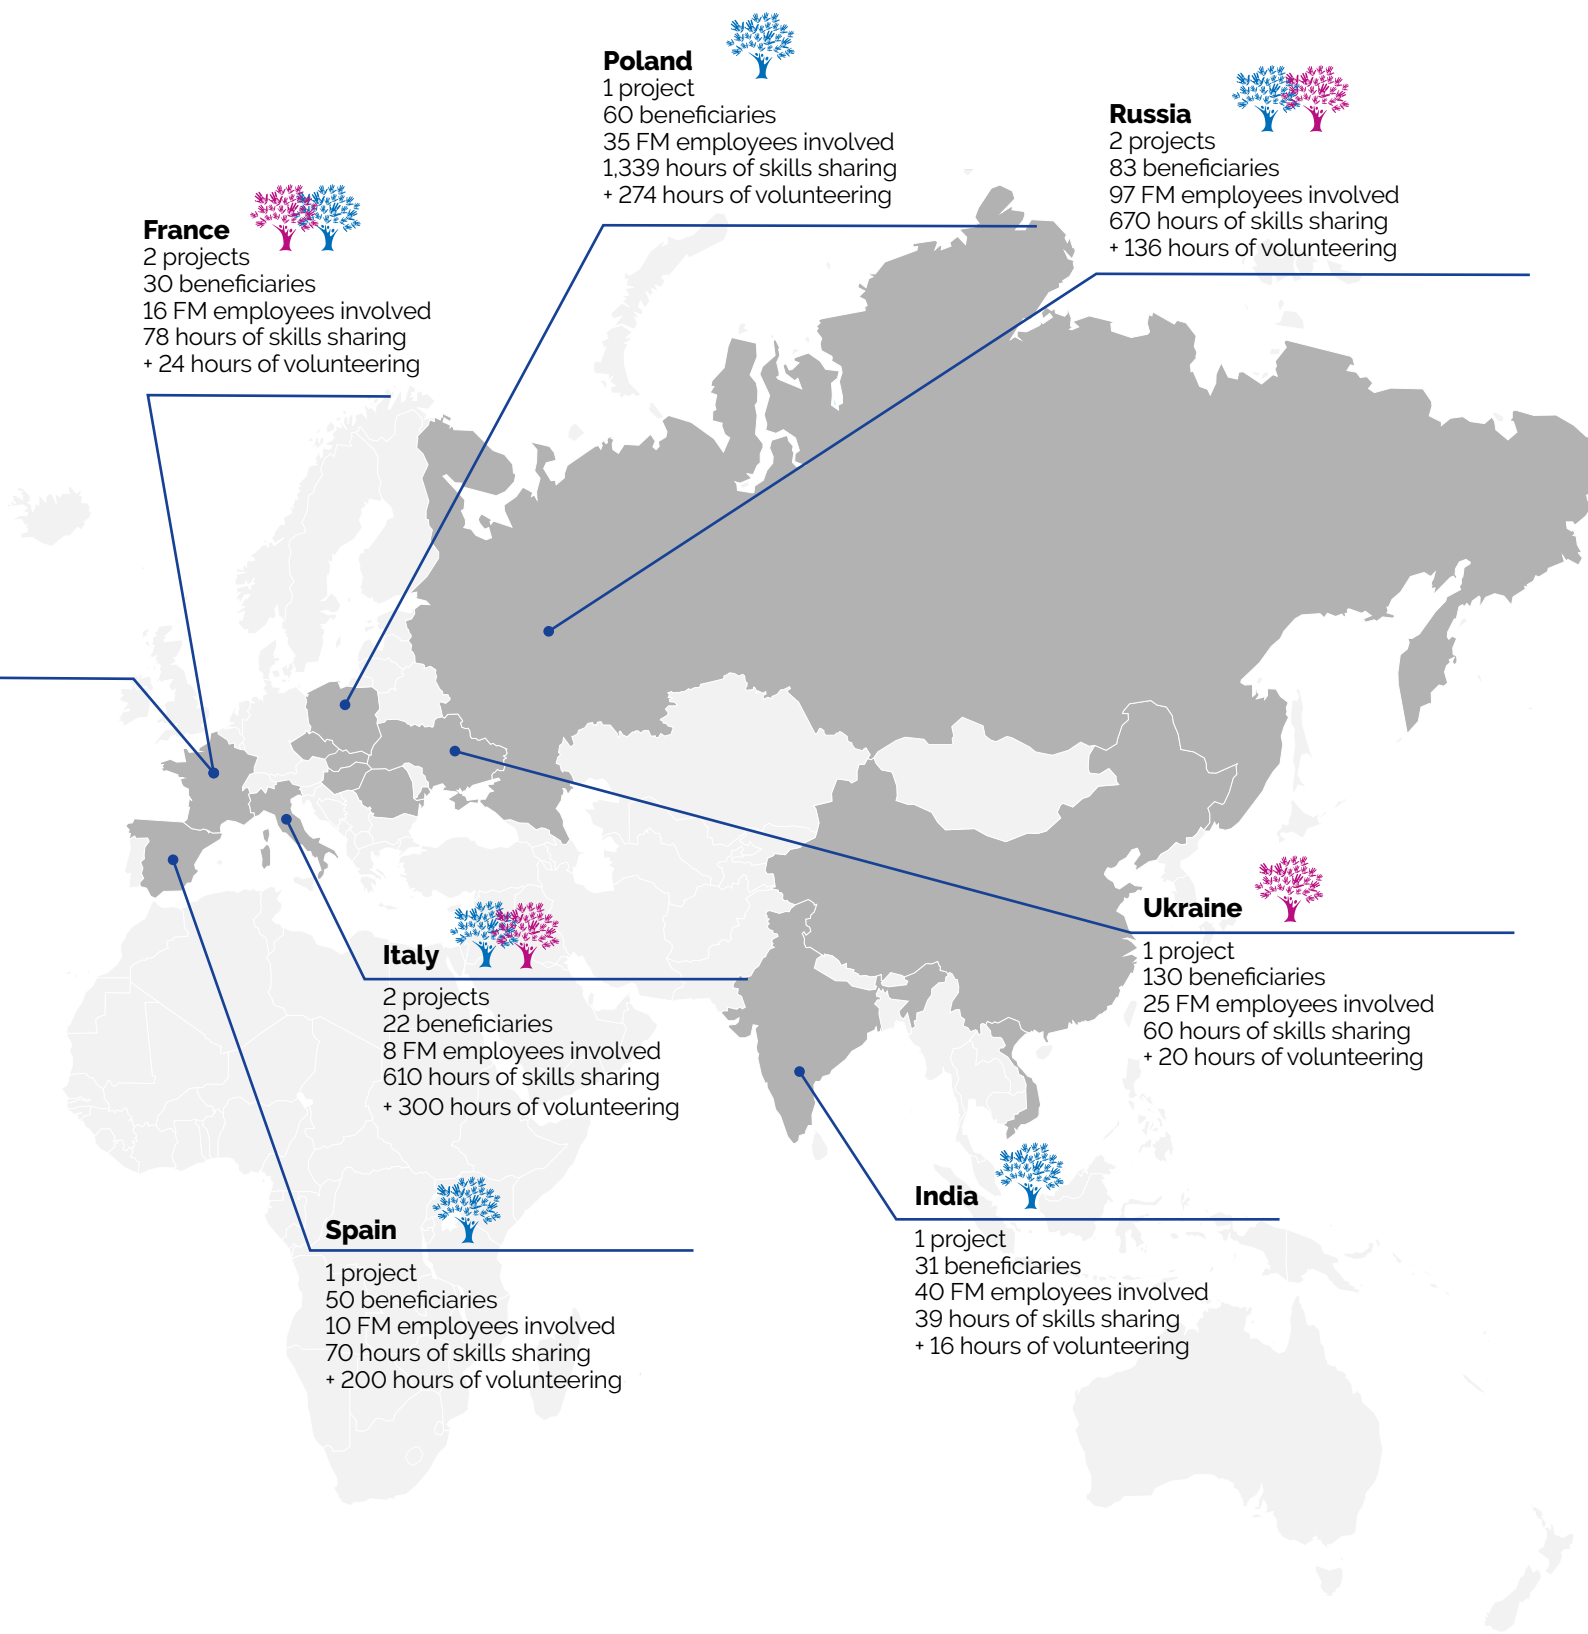 Poland
1 project
60 beneficiaries
35 FM employees involved
1,339 hours of skills sharing
+ 274 hours of volunteering
Russia
2 projects
83 beneficiaries
97 FM employees involved
670 hours of skills sharing
+ 136 hours of volunteering
France
2 projects
30 beneficiaries
16 FM employees involved
78 hours of skills sharing
+ 24 hours of volunteering
Ukraine
1 project
130 beneficiaries
25 FM employees involved
60 hours of skills sharing
+ 20 hours of volunteering
Italy
2 projects
22 beneficiaries
8 FM employees involved
610 hours of skills sharing
+ 300 hours of volunteering
India
1 project
31 beneficiaries
40 FM employees involved
39 hours of skills sharing
+ 16 hours of volunteering
Spain
1 project
50 beneficiaries
10 FM employees involved
70 hours of skills sharing
+ 200 hours of volunteering